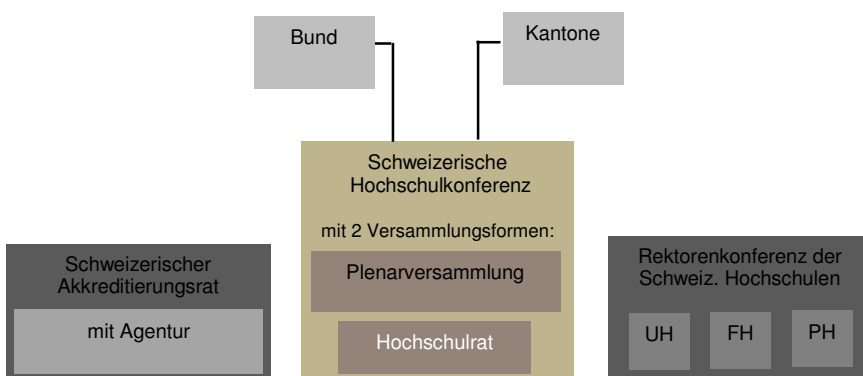 Bund
Kantone
Schweizerische
Hochschulkonferenz
mit 2 Versammlungsformen:
Plenarversammlung
Hochschulrat
Schweizerischer
Akkreditierungsrat
mit Agentur
Rektorenkonferenz der
Schweiz. Hochschulen
UH
FH
PH